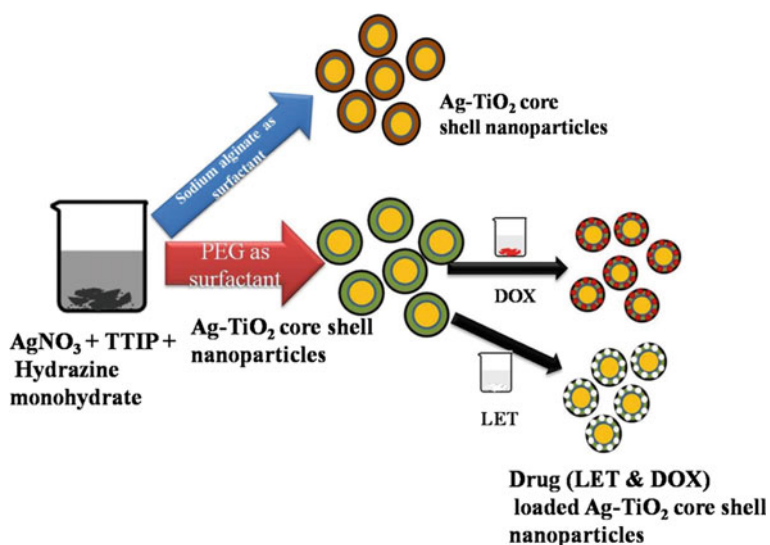 Ag-TiO₂ core
shell nanoparticles
Sodium alginate as
surfactant
PEG as
surfactant
DOX
AgNO₃ + TTIP +
Hydrazine
monohydrate
Ag-TiO₂ core shell
nanoparticles
LET
Drug (LET & DOX)
loaded Ag-TiO₂ core shell
nanoparticles